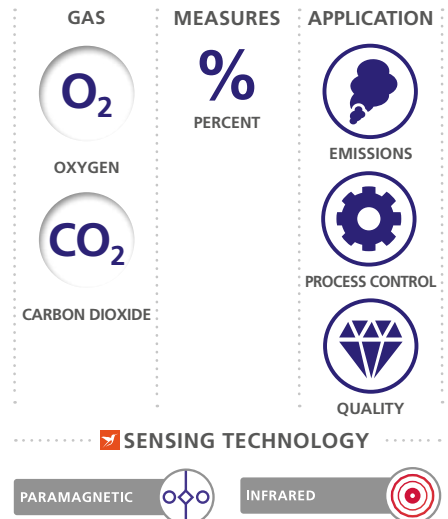 GAS
O₂
OXYGEN
CO₂
CARBON DIOXIDE
MEASURES
%
PERCENT
APPLICATION
EMISSIONS
PROCESS CONTROL
QUALITY
SENSING TECHNOLOGY
PARAMAGNETIC
INFRARED